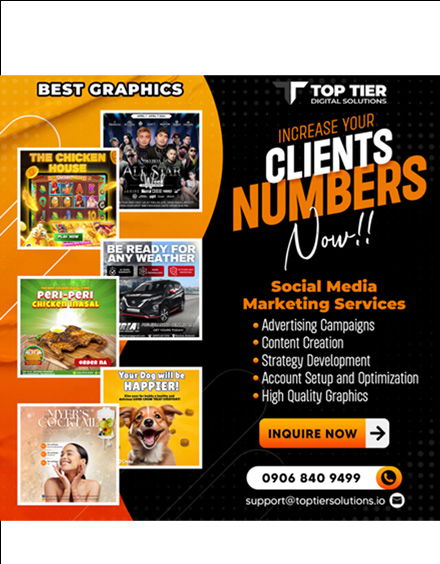 BEST GRAPHICS
TOP TIER
DIGITAL SOLUTIONS
INCREASE YOUR
CLIENTS
NUMBERS
Now!!
THE CHICKEN
HOUSE
PLAY NOW
ALL STAR
BE READY FOR
ANY WEATHER
PERI-PERI
CHICKEN INASAL
ORDER NA
Your Dog will be
HAPPIER!
MYER'S
COCKTAIL
Social Media
Marketing Services
• Advertising Campaigns
• Content Creation
• Strategy Development
• Account Setup and Optimization
• High Quality Graphics
INQUIRE NOW
0906 840 9499
support@toptiersolutions.io